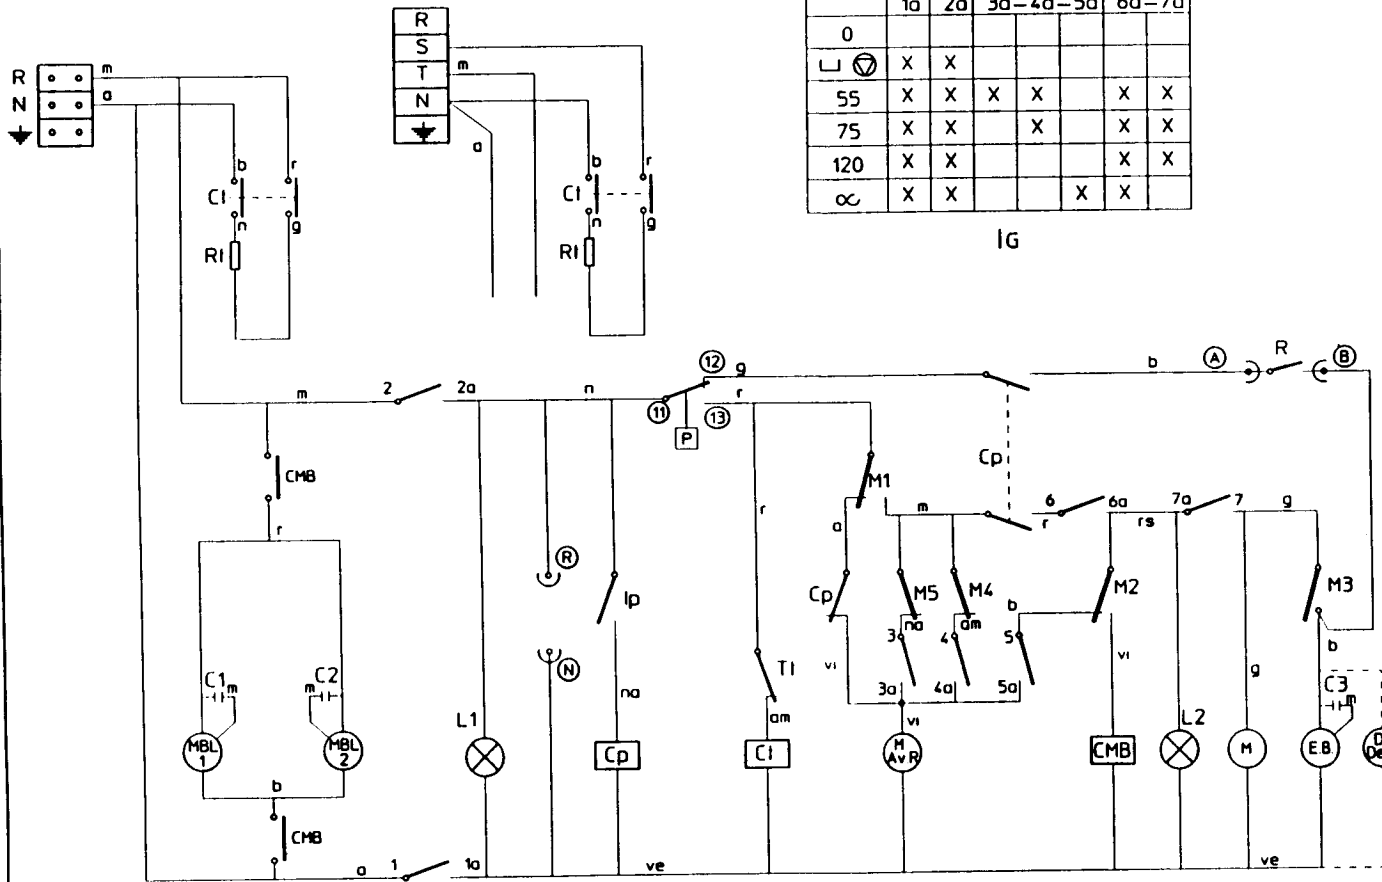 1a 2a 3a-4a-5a 6a-7a
0
X X
55 X X X X X X
75 X X X X X
120 X X X X
∝ X X X X
IG
R
S
T
N
m
a
R
N
m
a
b r
C1
n g
R1
b r
C1
n g
R1
m 2 2a n 11 12 g 13 r b A R B
P
CMB
r
C1 m
m C2
MBL 1
MBL 2
b
CMB
a 1 1a ve ve
L1
R
N
Ip
na
Cp
r
T1
am
C1
M1
a
Cp
vi
m
M5
na
3
3a
M4
am
4
4a
b
5
5a
vi
M Av.R
Cp
r 6 6a rs 7a 7 g
M2
vi
CMB
L2
g
M
M3
b
C3 m
E.B.